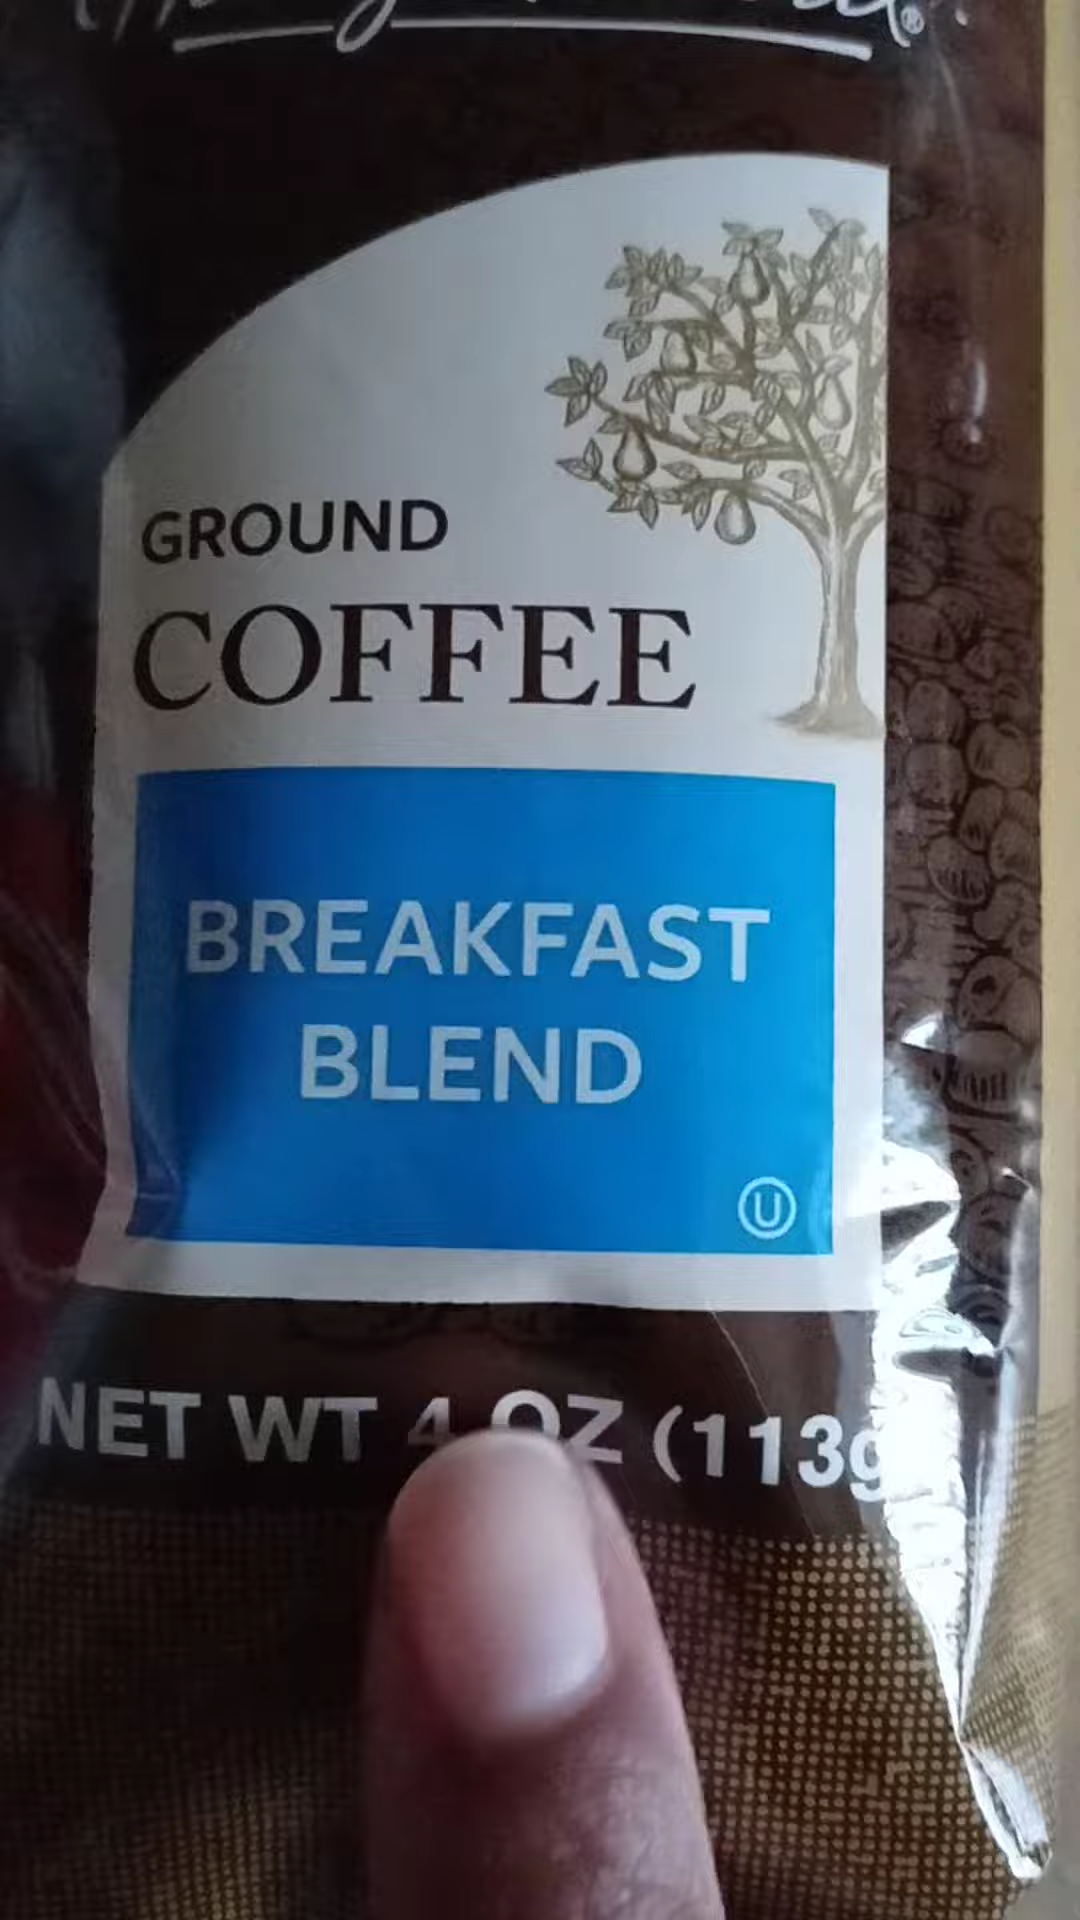 GROUND
COFFEE
BREAKFAST
BLEND
U
NET WT 4 OZ (113g